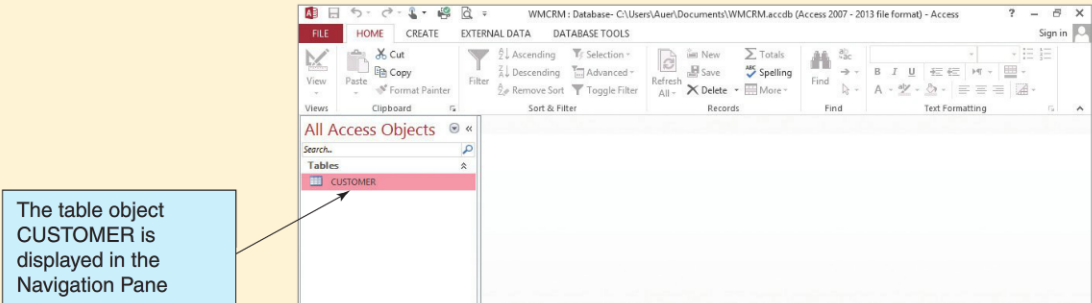 WMCRM : Database- C:\Users\Auer\Documents\WMCRM.accdb (Access 2007 - 2013 file format) - Access
FILE HOME CREATE EXTERNAL DATA DATABASE TOOLS Sign in
View
Paste
Cut
Copy
Format Painter
Filter
Ascending
Descending
Remove Sort
Selection
Advanced
Toggle Filter
Refresh All
New
Save
Delete
Totals
Spelling
More
Find
B I U
A
Views Clipboard Sort & Filter Records Find Text Formatting
All Access Objects
Search...
Tables
CUSTOMER
The table object
CUSTOMER is
displayed in the
Navigation Pane